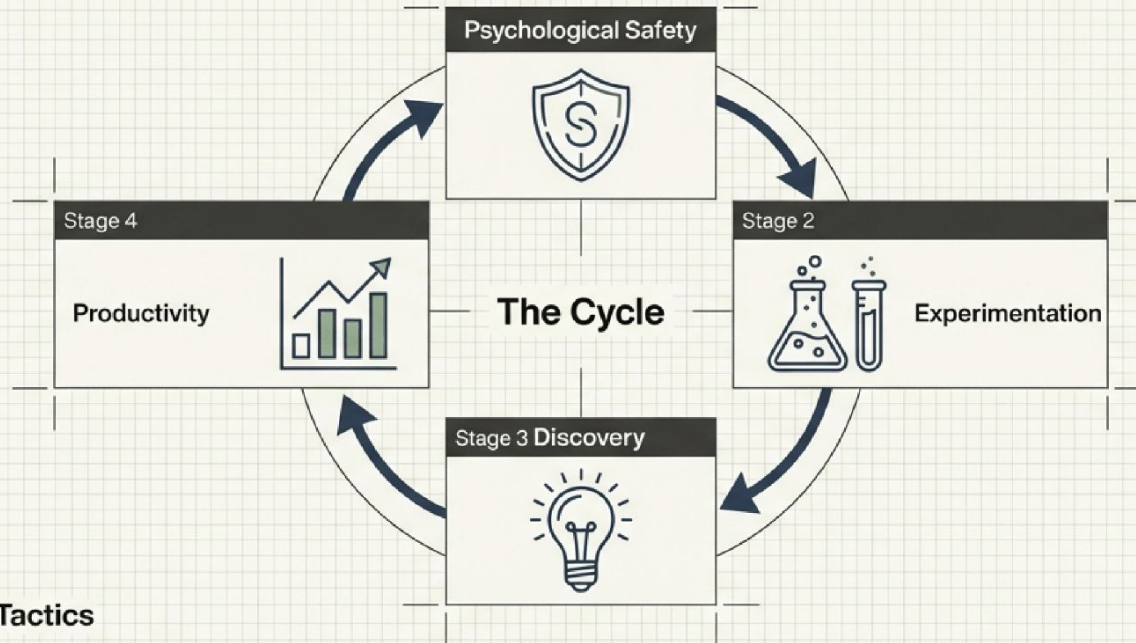 Psychological Safety
S
Stage 4
Stage 2
Productivity
The Cycle
Experimentation
Stage 3 Discovery
Tactics